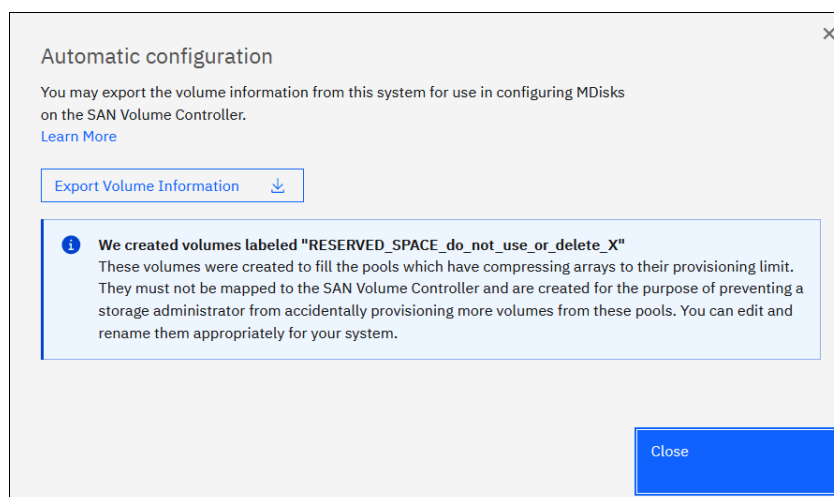 Automatic configuration
You may export the volume information from this system for use in configuring MDisks
on the SAN Volume Controller.
Learn More
Export Volume Information
We created volumes labeled "RESERVED_SPACE_do_not_use_or_delete_X"
These volumes were created to fill the pools which have compressing arrays to their provisioning limit.
They must not be mapped to the SAN Volume Controller and are created for the purpose of preventing a
storage administrator from accidentally provisioning more volumes from these pools. You can edit and
rename them appropriately for your system.
Close